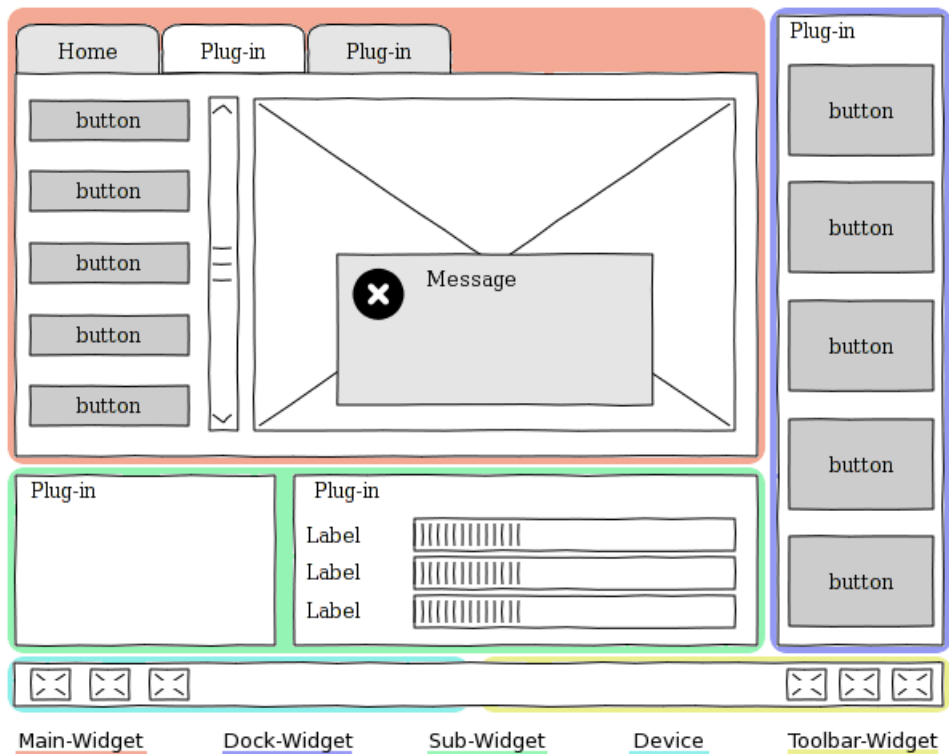 Home
Plug-in
Plug-in
button
button
button
button
button
Message
Plug-in
button
button
button
button
button
Plug-in
Plug-in
Label
Label
Label
Main-Widget
Dock-Widget
Sub-Widget
Device
Toolbar-Widget